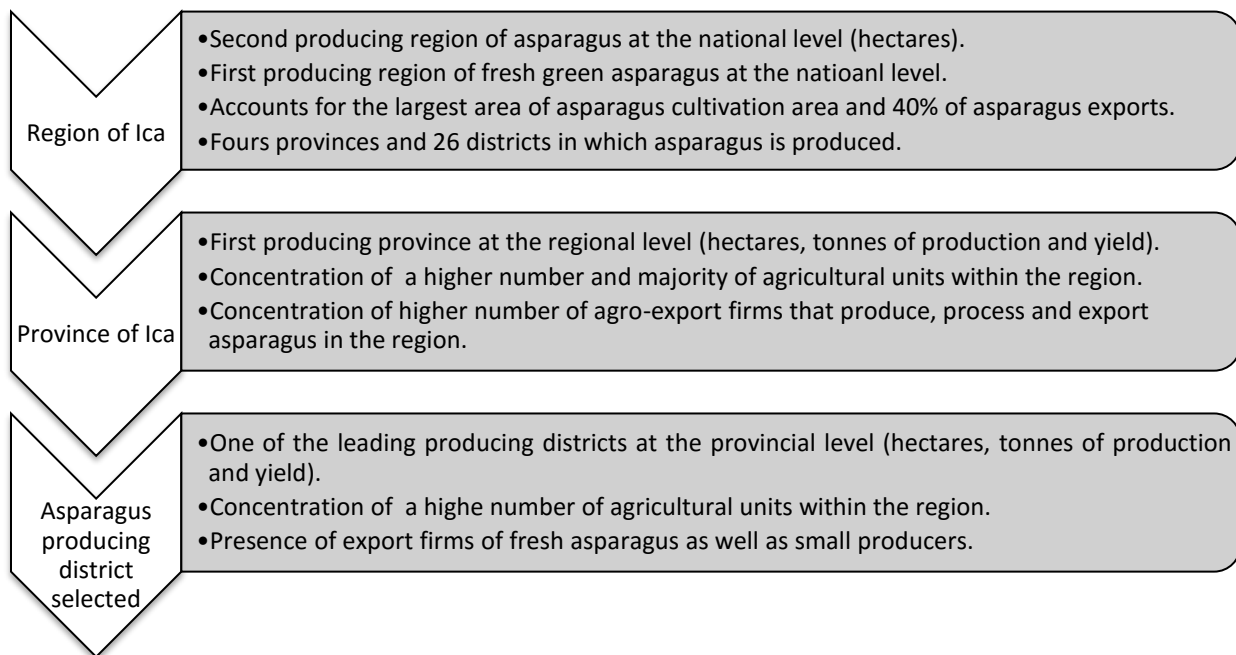 Region of Ica
•Second producing region of asparagus at the national level (hectares).
•First producing region of fresh green asparagus at the natioanl level.
•Accounts for the largest area of asparagus cultivation area and 40% of asparagus exports.
•Fours provinces and 26 districts in which asparagus is produced.
Province of Ica
•First producing province at the regional level (hectares, tonnes of production and yield).
•Concentration of a higher number and majority of agricultural units within the region.
•Concentration of higher number of agro-export firms that produce, process and export
asparagus in the region.
Asparagus
producing
district
selected
•One of the leading producing districts at the provincial level (hectares, tonnes of production
and yield).
•Concentration of a highe number of agricultural units within the region.
•Presence of export firms of fresh asparagus as well as small producers.